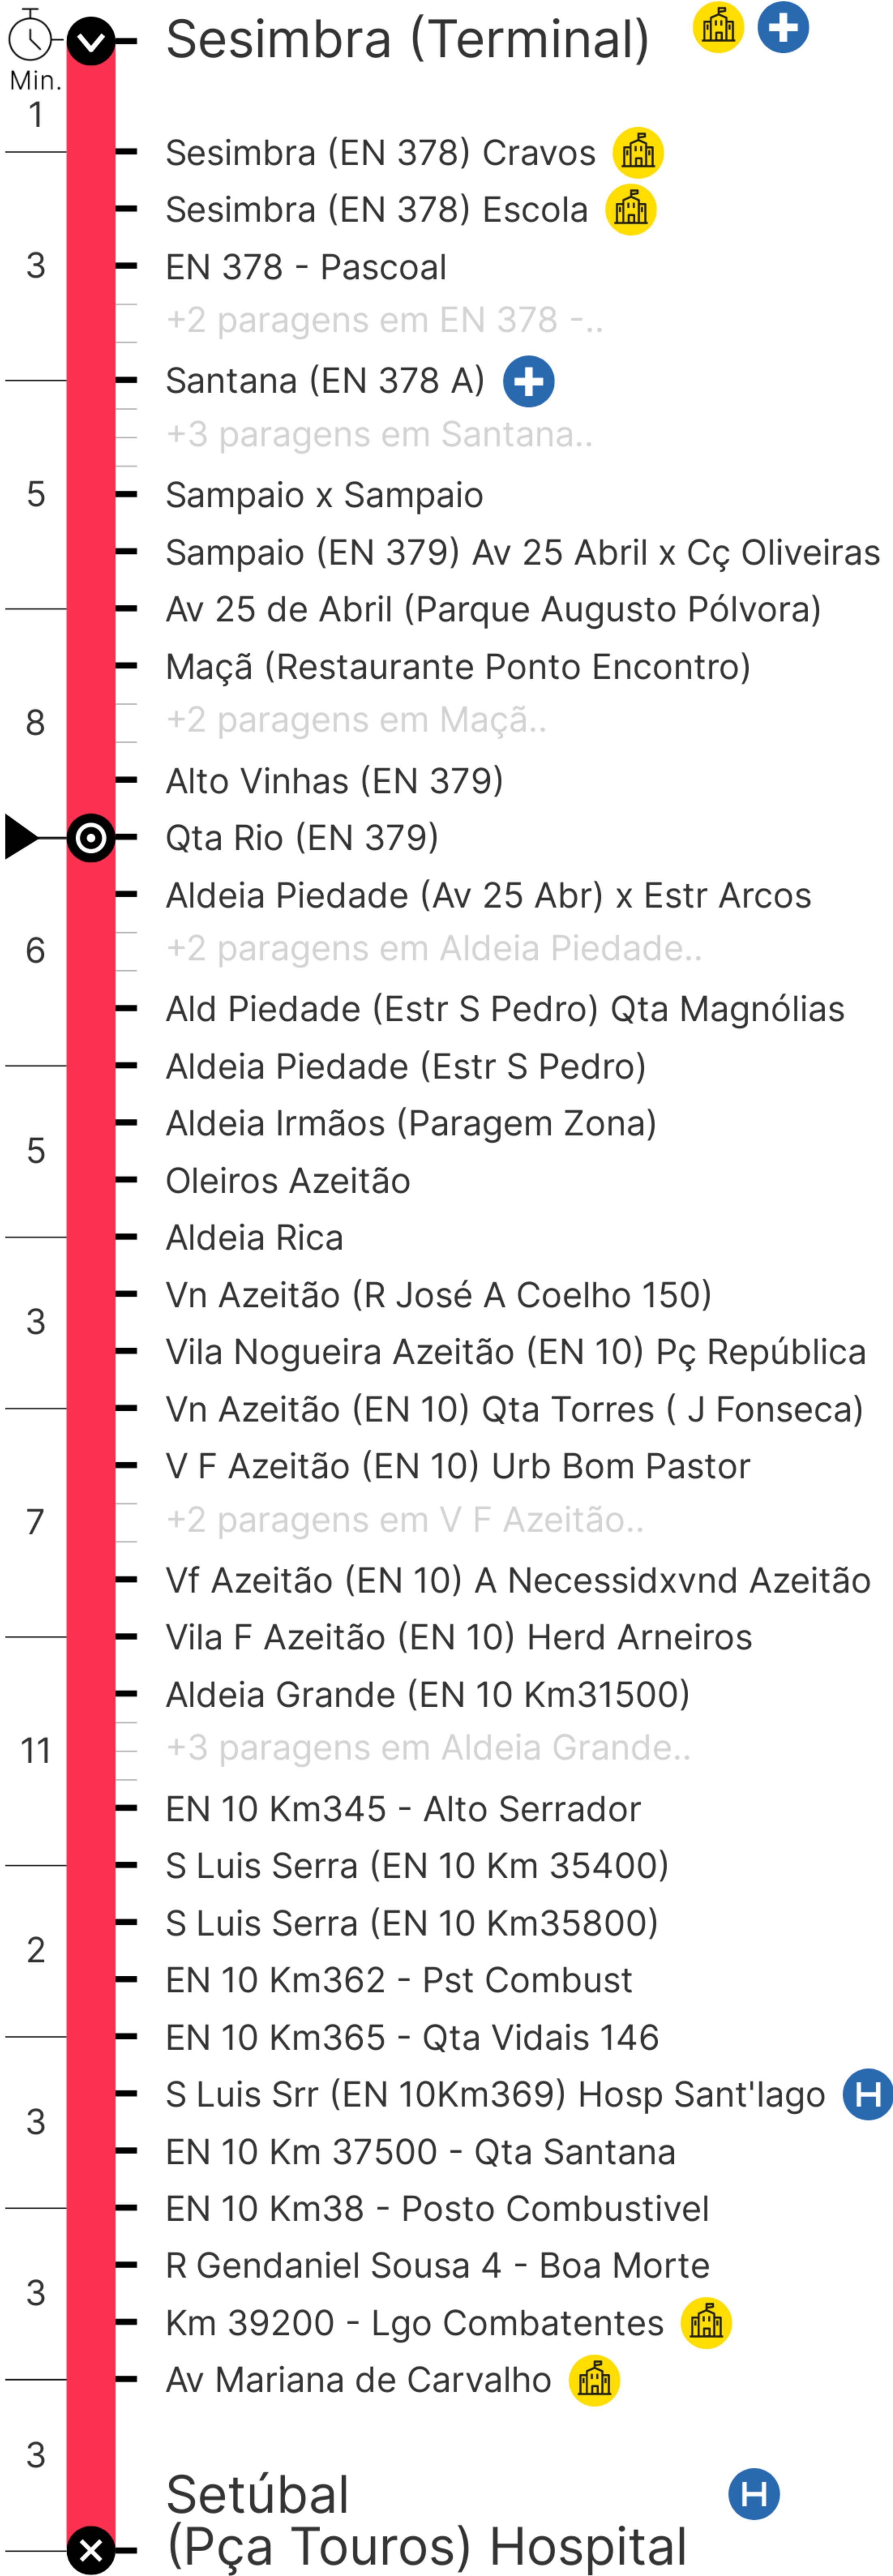 Sesimbra (Terminal)
Min.
1
Sesimbra (EN 378) Cravos
Sesimbra (EN 378) Escola
3
EN 378 - Pascoal
+2 paragens em EN 378 -..
Santana (EN 378 A)
+3 paragens em Santana..
5
Sampaio x Sampaio
Sampaio (EN 379) Av 25 Abril x Cç Oliveiras
Av 25 de Abril (Parque Augusto Pólvora)
Maçã (Restaurante Ponto Encontro)
8
+2 paragens em Maçã..
Alto Vinhas (EN 379)
Qta Rio (EN 379)
Aldeia Piedade (Av 25 Abr) x Estr Arcos
6
+2 paragens em Aldeia Piedade..
Ald Piedade (Estr S Pedro) Qta Magnólias
Aldeia Piedade (Estr S Pedro)
Aldeia Irmãos (Paragem Zona)
5
Oleiros Azeitão
Aldeia Rica
Vn Azeitão (R José A Coelho 150)
3
Vila Nogueira Azeitão (EN 10) Pç República
Vn Azeitão (EN 10) Qta Torres ( J Fonseca)
V F Azeitão (EN 10) Urb Bom Pastor
7
+2 paragens em V F Azeitão..
Vf Azeitão (EN 10) A Necessidxvnd Azeitão
Vila F Azeitão (EN 10) Herd Arneiros
Aldeia Grande (EN 10 Km31500)
11
+3 paragens em Aldeia Grande..
EN 10 Km345 - Alto Serrador
S Luis Serra (EN 10 Km 35400)
S Luis Serra (EN 10 Km35800)
2
EN 10 Km362 - Pst Combust
EN 10 Km365 - Qta Vidais 146
S Luis Srr (EN 10Km369) Hosp Sant'Iago H
3
EN 10 Km 37500 - Qta Santana
EN 10 Km38 - Posto Combustivel
R Gendaniel Sousa 4 - Boa Morte
3
Km 39200 - Lgo Combatentes
Av Mariana de Carvalho
3
Setúbal H
(Pça Touros) Hospital